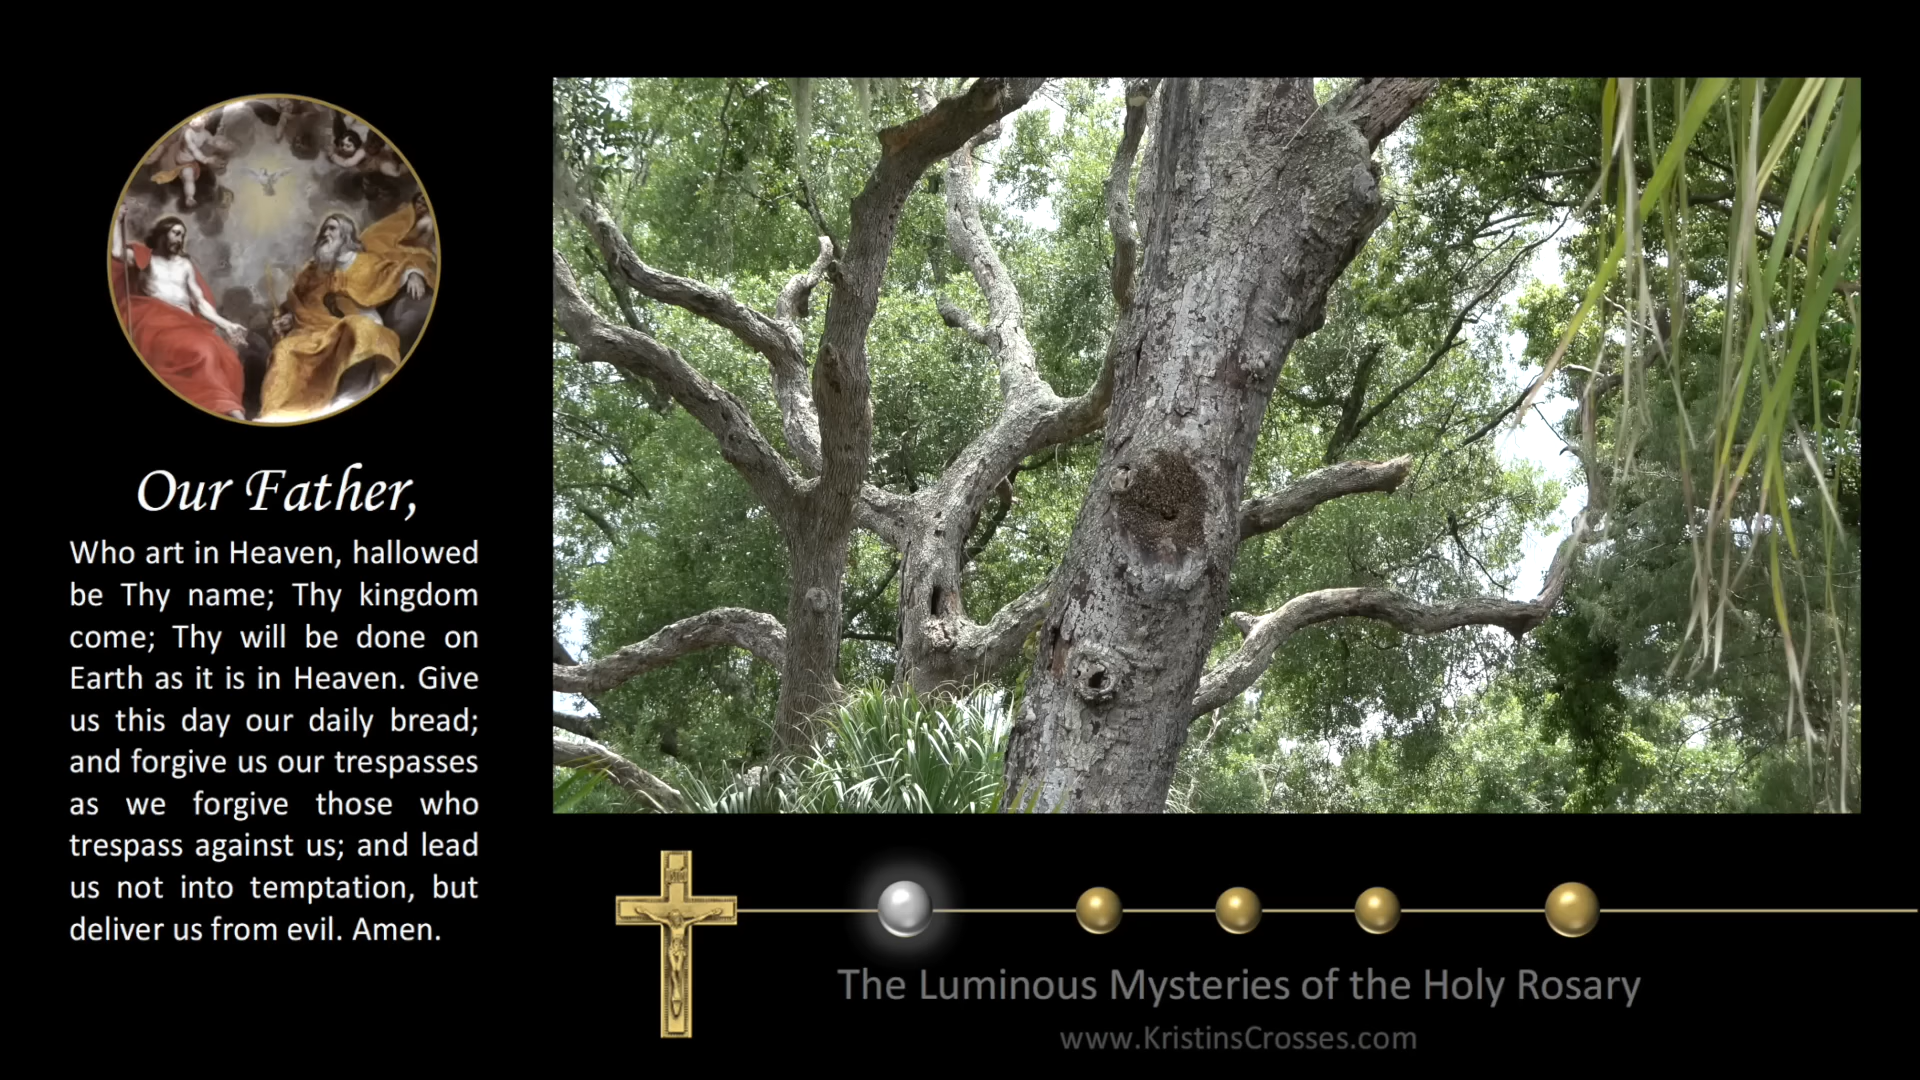 Our Father,
Who art in Heaven, hallowed
be Thy name; Thy kingdom
come; Thy will be done on
Earth as it is in Heaven. Give
us this day our daily bread;
and forgive us our trespasses
as we forgive those who
trespass against us; and lead
us not into temptation, but
deliver us from evil. Amen.
The Luminous Mysteries of the Holy Rosary
www.KristinsCrosses.com